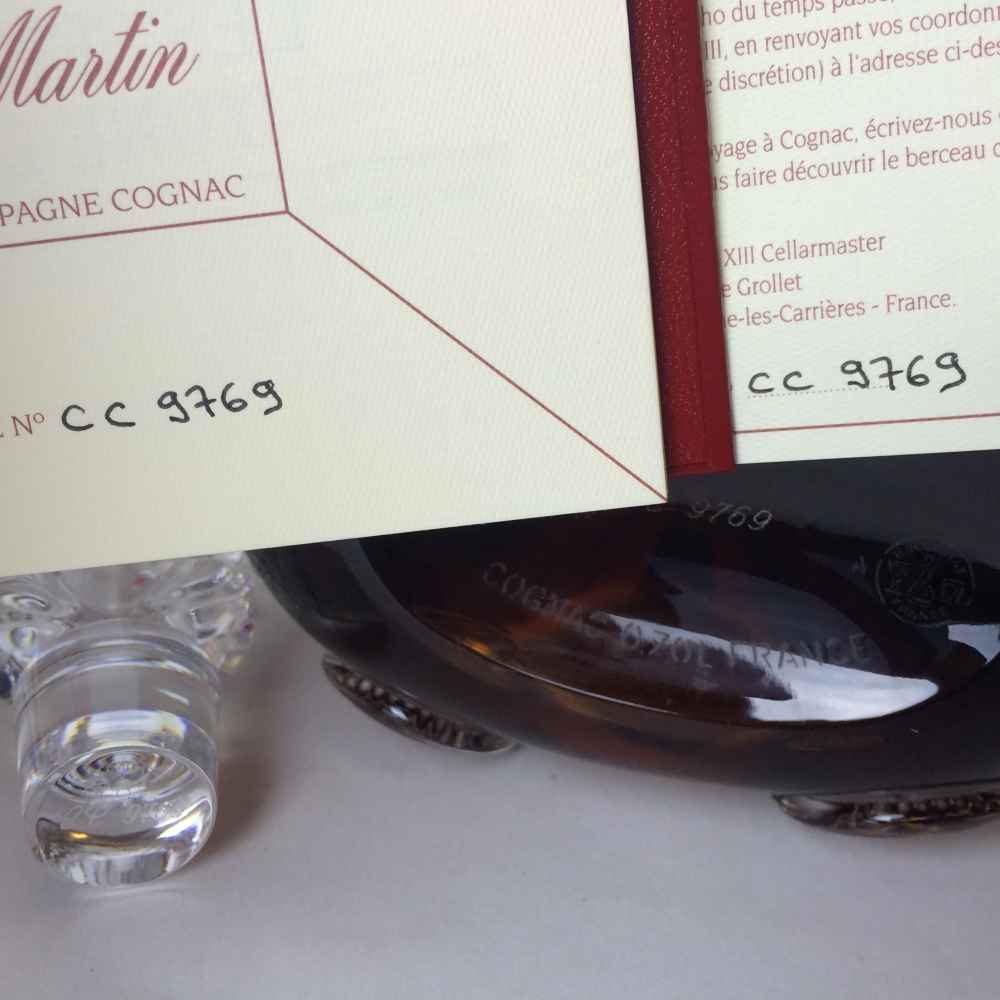 Martin
PAGNE COGNAC
Nº CC 9769
ho du temps passé,
III, en renvoyant vos coordonn
discrétion) à l'adresse ci-des
yage à Cognac, écrivez-nous
s faire découvrir le berceau
XIII Cellarmaster
e Grollet
e-les-Carrières - France.
CC 9769
9769
COGNAC 0.70L FRANCE